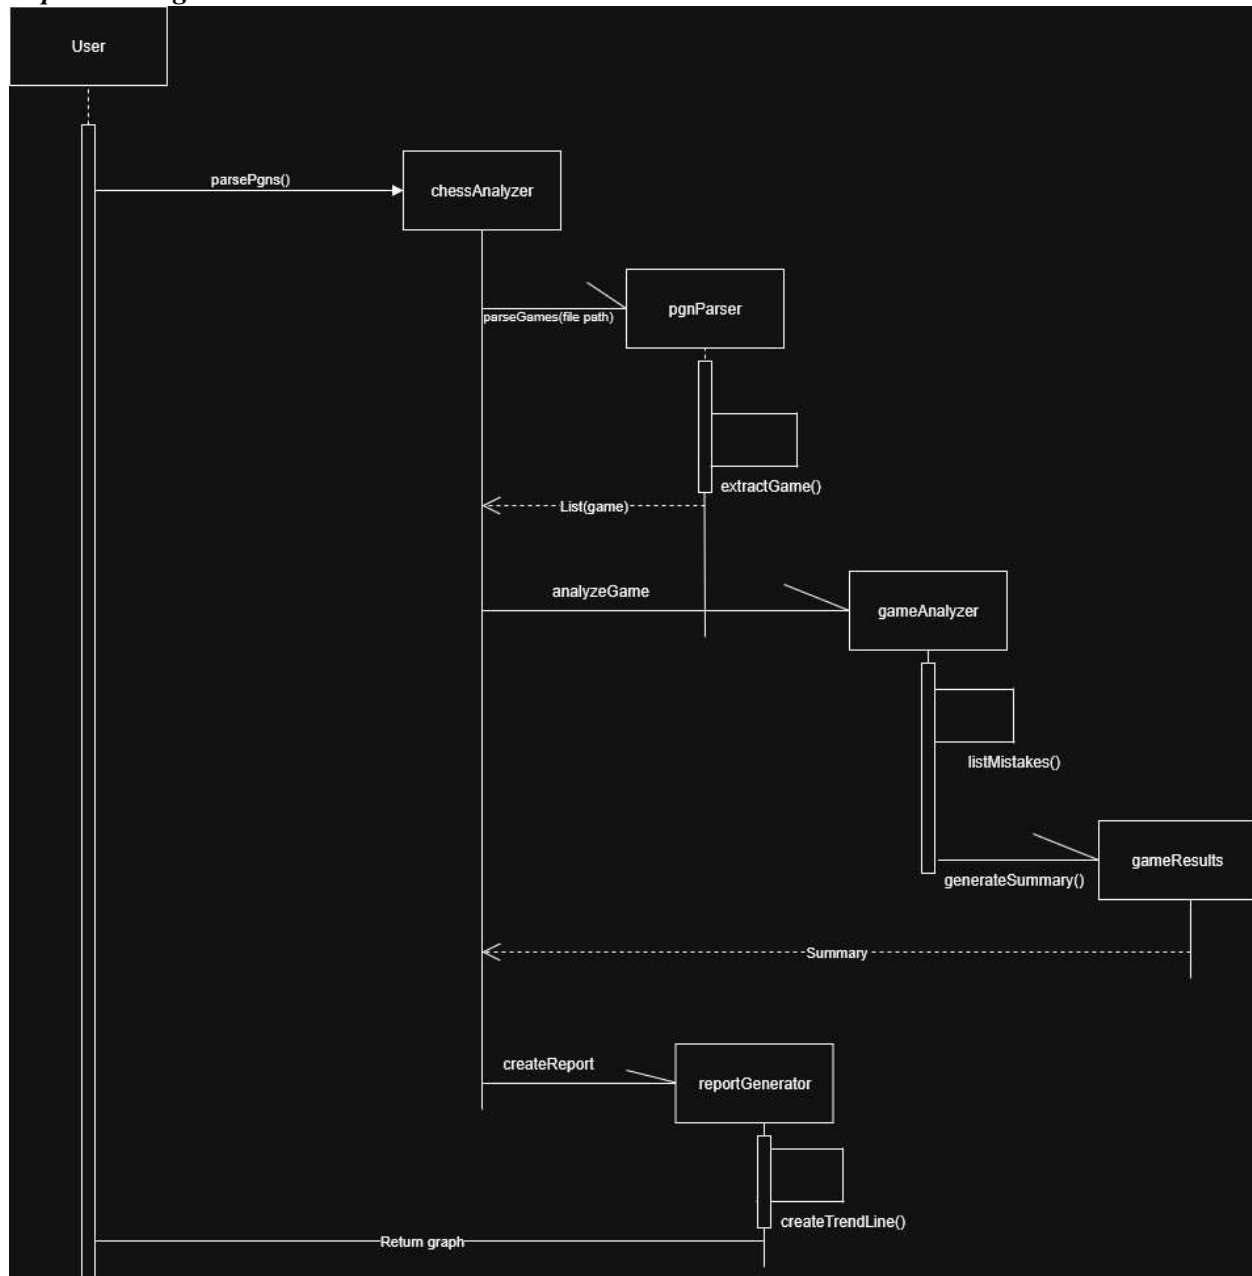 User
parsePgns()
chessAnalyzer
pgnParser
parseGames(file path)
extractGame()
List(game)
analyzeGame
gameAnalyzer
listMistakes()
gameResults
generateSummary()
Summary
createReport
reportGenerator
createTrendLine()
Return graph